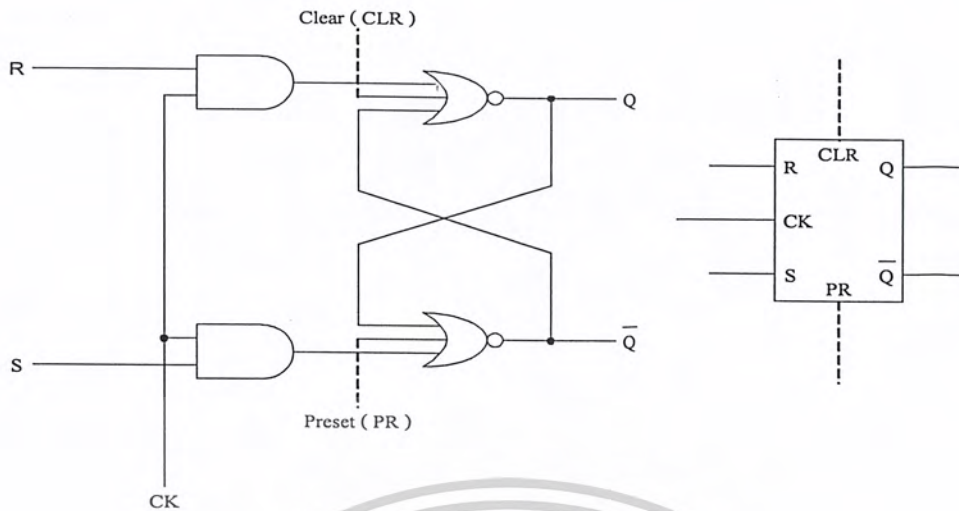 Clear ( CLR )
R
Q
CLR
R
Q
CK
S
Q̅
PR
Q̅
S
Preset ( PR )
CK